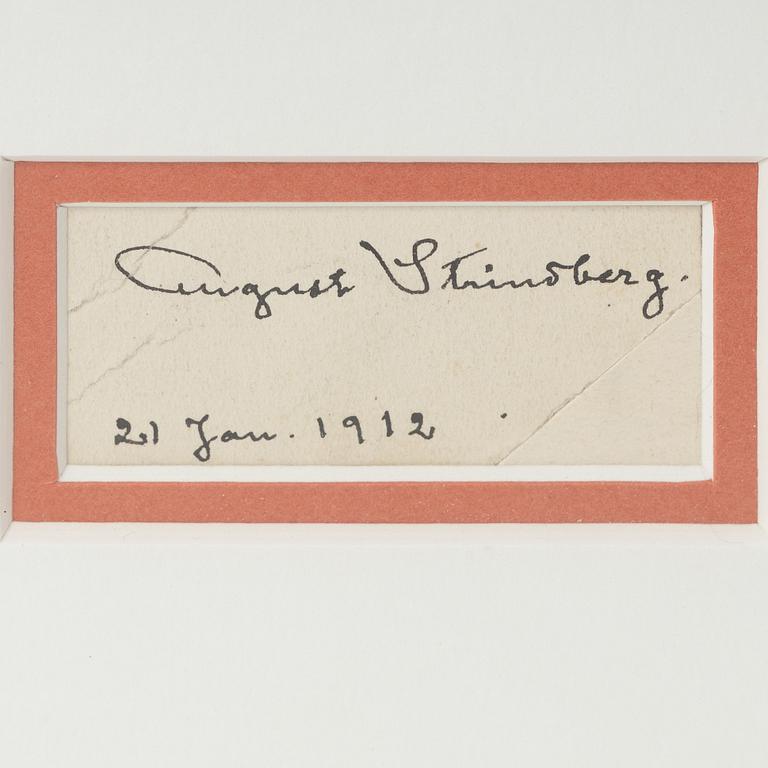 August Strindberg.
21 Jan. 1912